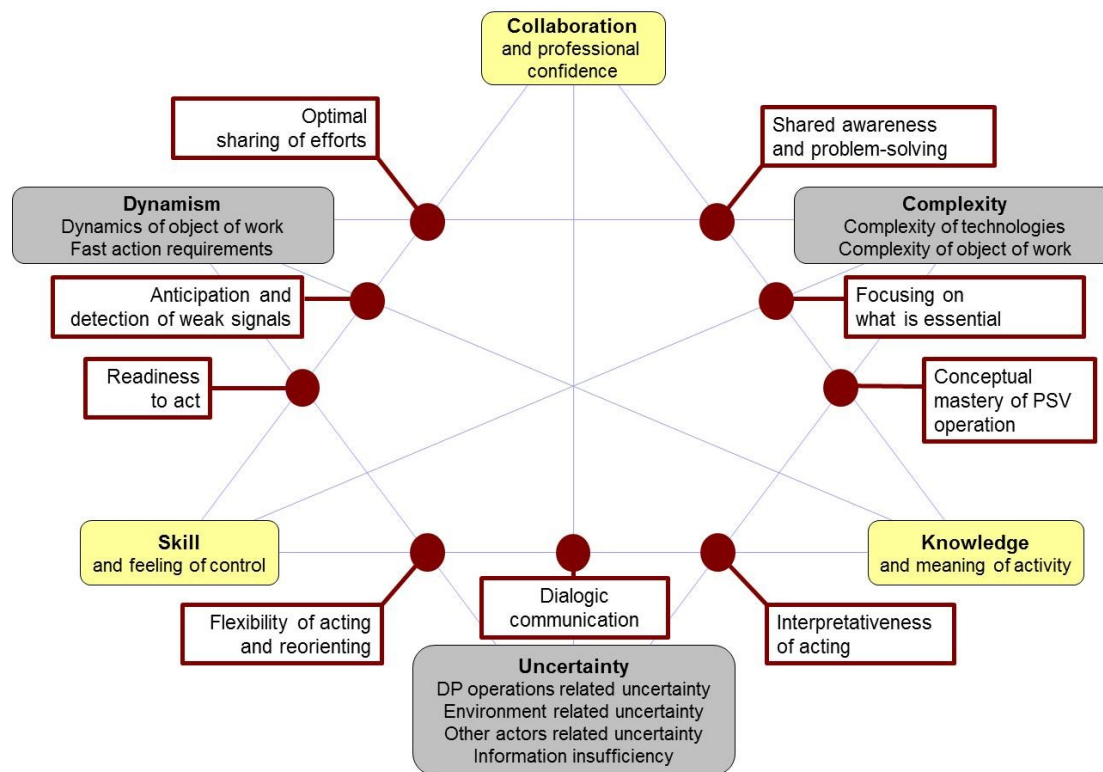 Collaboration
and professional
confidence
Optimal
sharing of efforts
Shared awareness
and problem-solving
Dynamism
Dynamics of object of work
Fast action requirements
Complexity
Complexity of technologies
Complexity of object of work
Anticipation and
detection of weak signals
Focusing on
what is essential
Readiness
to act
Conceptual
mastery of PSV
operation
Skill
and feeling of control
Knowledge
and meaning of activity
Flexibility of acting
and reorienting
Dialogic
communication
Interpretativeness
of acting
Uncertainty
DP operations related uncertainty
Environment related uncertainty
Other actors related uncertainty
Information insufficiency